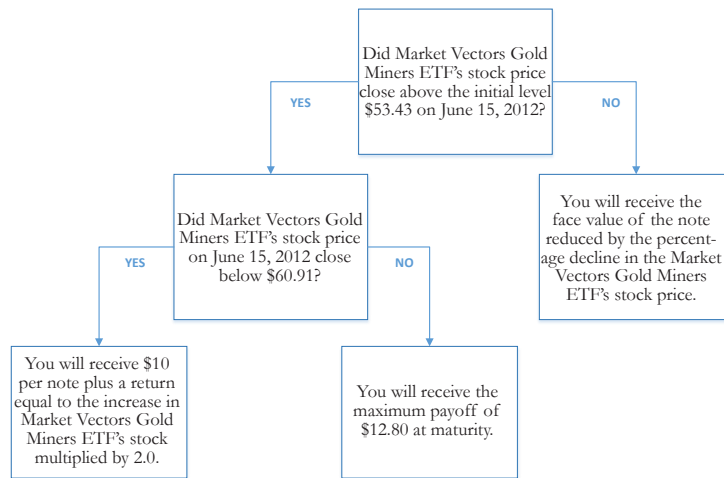 Did Market Vectors Gold
Miners ETF's stock price
close above the initial level
$53.43 on June 15, 2012?
YES
NO
Did Market Vectors Gold
Miners ETF's stock price
on June 15, 2012 close
below $60.91?
You will receive the
face value of the note
reduced by the percent-
age decline in the Market
Vectors Gold Miners
ETF's stock price.
YES
NO
You will receive $10
per note plus a return
equal to the increase in
Market Vectors Gold
Miners ETF's stock
multiplied by 2.0.
You will receive the
maximum payoff of
$12.80 at maturity.